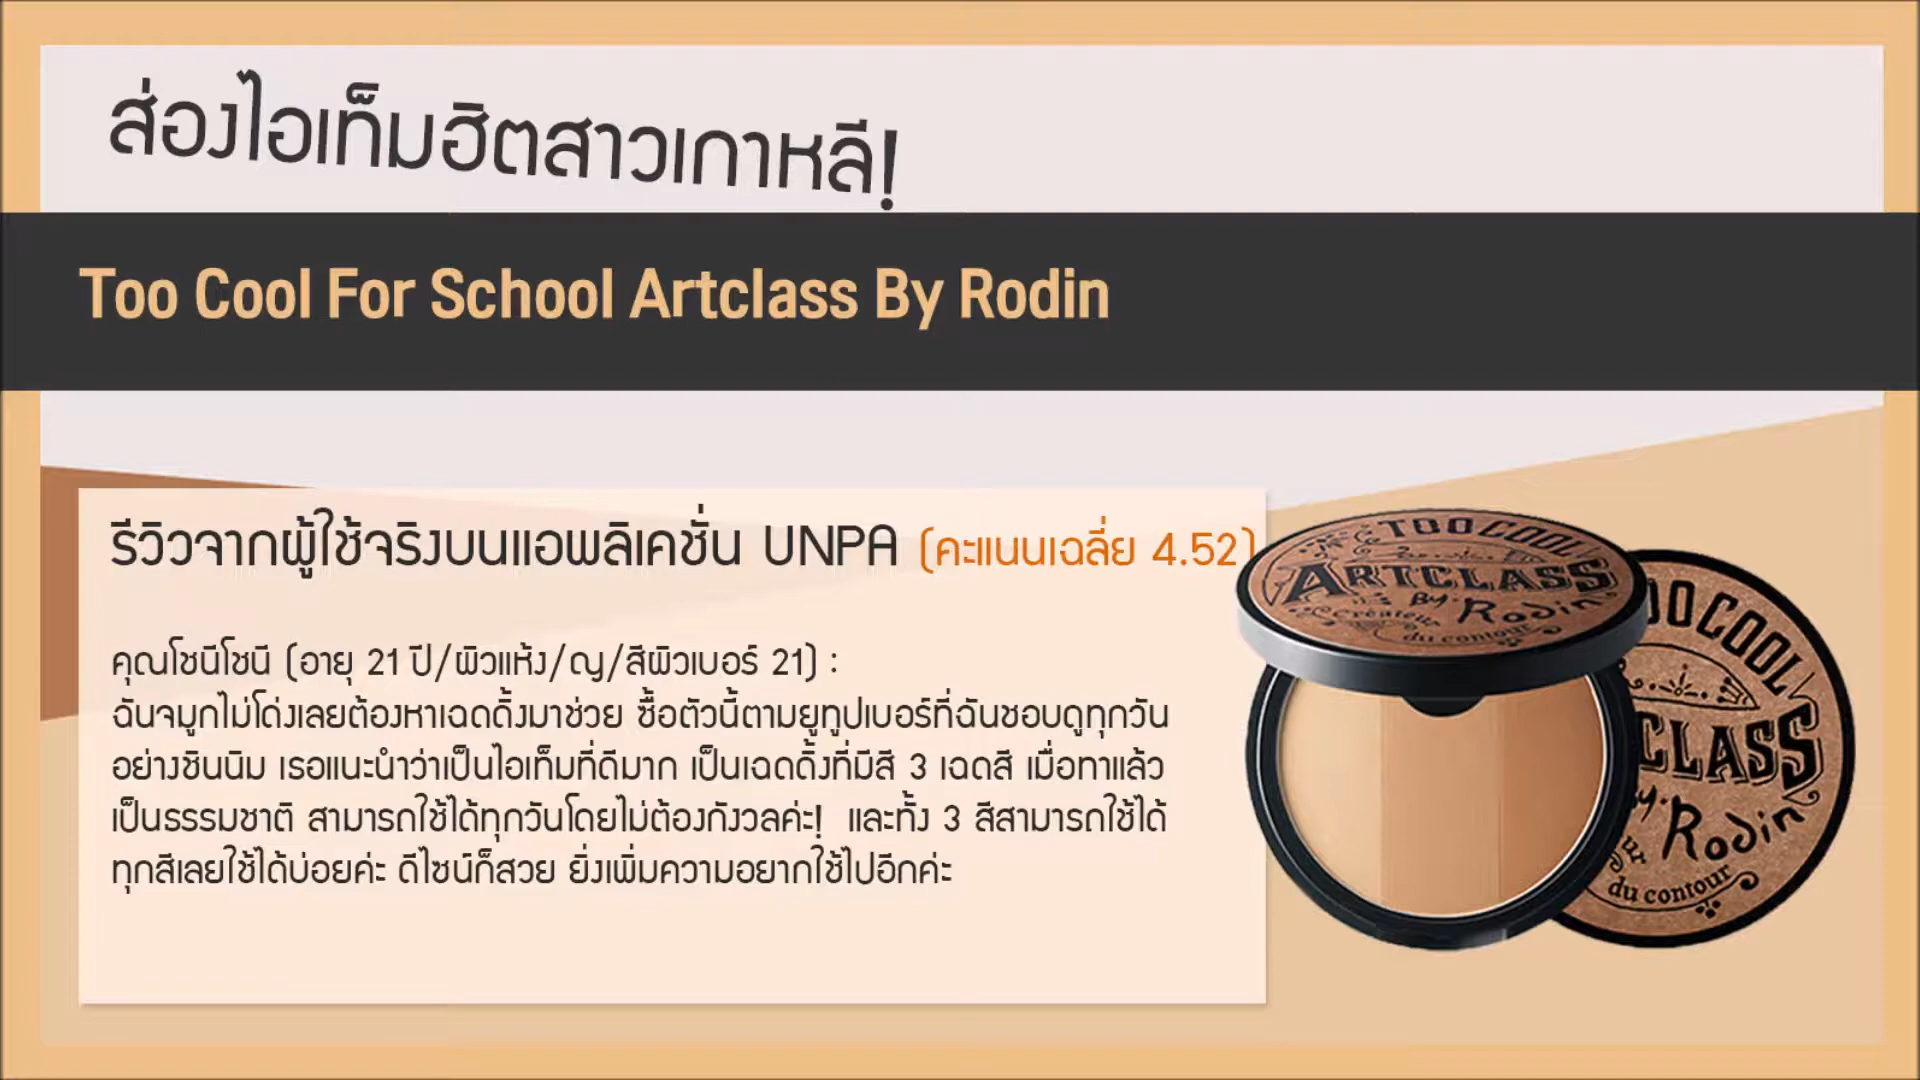 ส่องไอเท็มฮิตสาวเกาหลี!
Too Cool For School Artclass By Rodin
รีวิวจากผู้ใช้จริงบนแอพลิเคชั่น UNPA (คะแนนเฉลี่ย 4.52)
คุณโชนีโชนี (อายุ 21 ปี/ผิวแห้ง/ญ/สีผิวเบอร์ 21) :
ฉันจมูกไม่โด่งเลยต้องหาเฉดดิ้งมาช่วย ซื้อตัวนี้ตามยูทูปเบอร์ที่ฉันชอบดูทุกวัน
อย่างชินนิม เธอแนะนำว่าเป็นไอเท็มที่ดีมาก เป็นเฉดดิ้งที่มีสี 3 เฉดสี เมื่อทาแล้ว
เป็นธรรมชาติ สามารถใช้ได้ทุกวันโดยไม่ต้องกังวลค่ะ! และทั้ง 3 สีสามารถใช้ได้
ทุกสีเลยใช้ได้บ่อยค่ะ ดีไซน์ก็สวย ยิ่งเพิ่มความอยากใช้ไปอีกค่ะ
TOO COOL
ARTCLASS
BY Rodin
Createur
du contour
TOO COOL
CLASS
BY Rodin
du contour